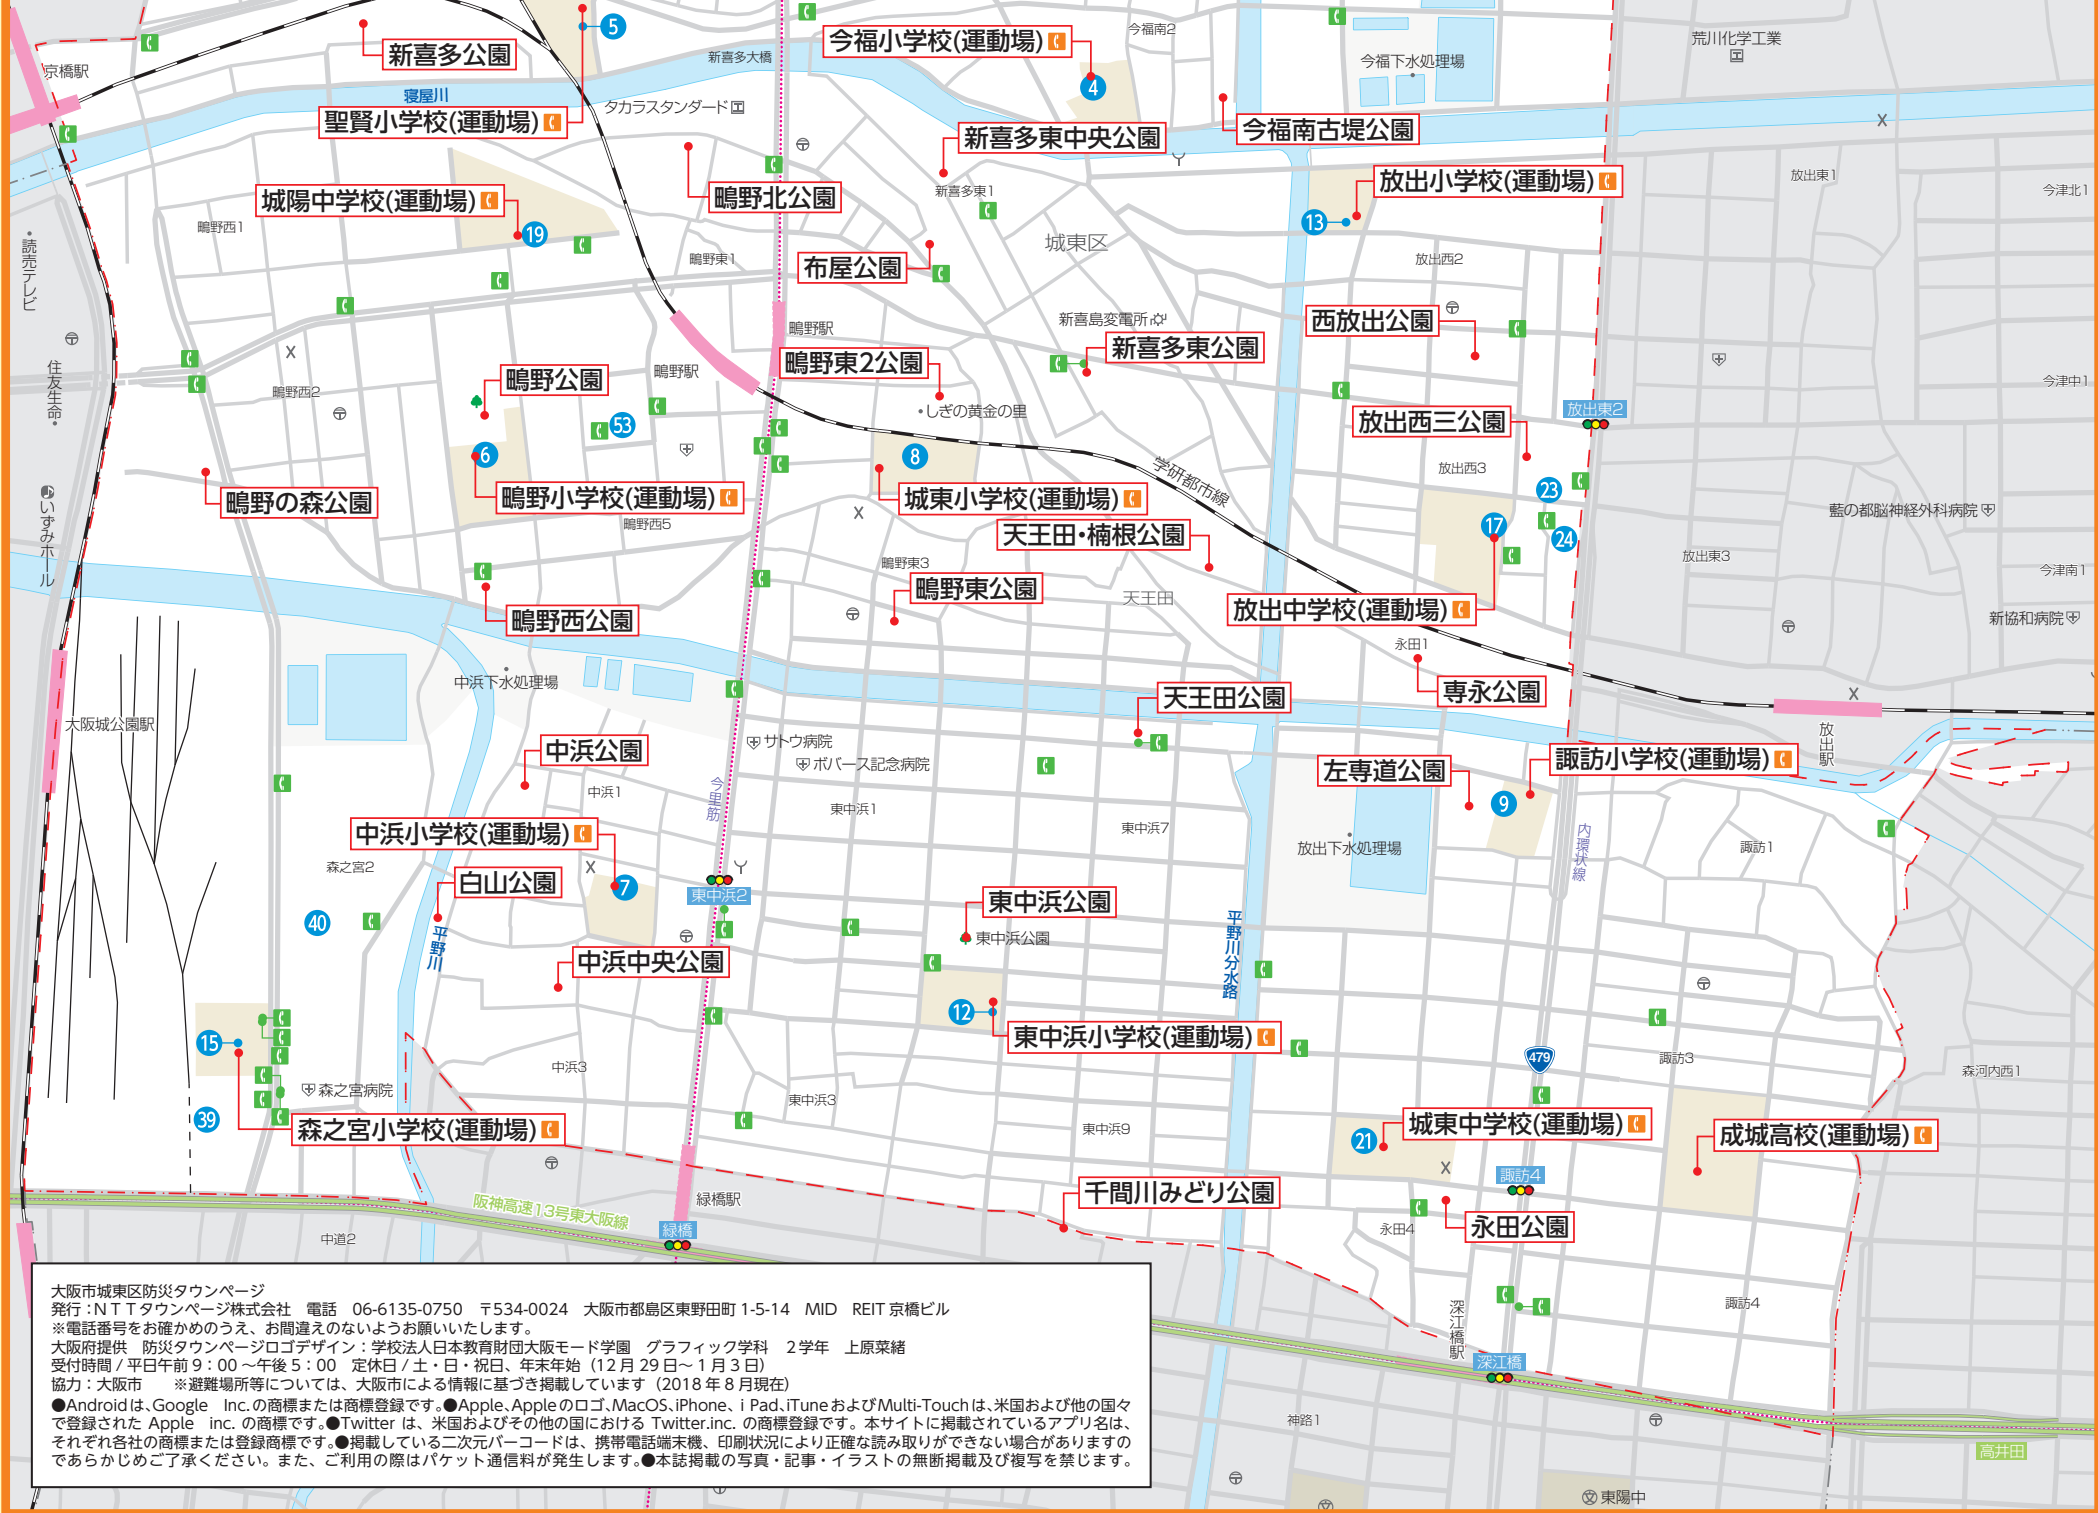 5
新喜多公園
今福小学校(運動場)
今福南2
荒川化学工業
新喜多大橋
今福下水処理場
京橋駅
4
寝屋川
タカラスタンダード
聖賢小学校(運動場)
新喜多東中央公園
今福南古堤公園
放出東1
今津北1
放出小学校(運動場)
新喜多東1
城陽中学校(運動場)
鴫野北公園
13
鴫野西1
19
城東区
読売テレビ
鴫野東1
布屋公園
放出西2
新喜島変電所
西放出公園
鴫野駅
新喜多東公園
鴫野東2公園
住友生命
鴫野西2
鴫野公園
鴫野駅
今津中1
しぎの黄金の里
放出東2
放出西三公園
53
6
8
放出西3
学研都市線
23
鴫野の森公園
鴫野小学校(運動場)
城東小学校(運動場)
藍の都脳神経外科病院
いずみホール
鴫野西5
17
天王田・楠根公園
24
鴫野東3
放出東3
今津南1
鴫野東公園
天王田
放出中学校(運動場)
鴫野西公園
新協和病院
永田1
中浜下水処理場
専永公園
天王田公園
大阪城公園駅
サトウ病院
放出駅
中浜公園
ボバース記念病院
諏訪小学校(運動場)
左専道公園
中浜1
今里筋
東中浜1
9
東中浜7
中浜小学校(運動場)
放出下水処理場
内環状線
諏訪1
森之宮2
白山公園
7
東中浜2
東中浜公園
40
平野川
東中浜公園
平野川分水路
中浜中央公園
12
15
東中浜小学校(運動場)
479
諏訪3
中浜3
森河内西1
森之宮病院
東中浜3
39
森之宮小学校(運動場)
東中浜9
21
城東中学校(運動場)
成城高校(運動場)
諏訪4
阪神高速13号東大阪線
緑橋駅
千間川みどり公園
緑橋
永田4
永田公園
中道2
深江橋駅
諏訪4
深江橋
神路1
高井田
東陽中
大阪市城東区防災タウンページ
発行：NTTタウンページ株式会社　電話　06-6135-0750　〒534-0024　大阪市都島区東野田町 1-5-14　MID　REIT 京橋ビル
※電話番号をお確かめのうえ、お間違えのないようお願いいたします。
大阪府提供　防災タウンページロゴデザイン：学校法人日本教育財団大阪モード学園　グラフィック学科　2学年　上原菜緒
受付時間 / 平日午前 9：00 ～午後 5：00　定休日 / 土・日・祝日、年末年始（12 月 29 日～ 1 月 3 日）
協力：大阪市　　※避難場所等については、大阪市による情報に基づき掲載しています（2018 年 8 月現在）
●Androidは、Google　Inc.の商標または商標登録です。●Apple、Appleのロゴ、MacOS、iPhone、i Pad、iTuneおよびMulti-Touchは、米国および他の国々
で登録された Apple　inc. の商標です。●Twitter は、米国およびその他の国における Twitter.inc. の商標登録です。本サイトに掲載されているアプリ名は、
それぞれ各社の商標または登録商標です。●掲載している二次元バーコードは、携帯電話端末機、印刷状況により正確な読み取りができない場合がありますの
であらかじめご了承ください。また、ご利用の際はパケット通信料が発生します。●本誌掲載の写真・記事・イラストの無断掲載及び複写を禁じます。